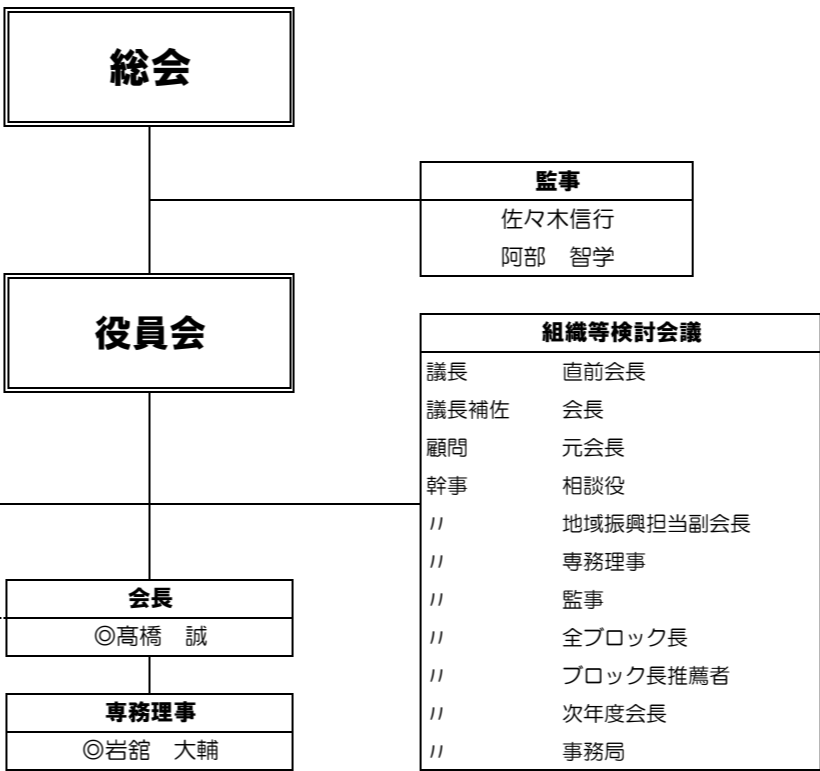 総会
監事
佐々木信行
阿部　智学
役員会
組織等検討会議
議長　直前会長
議長補佐　会長
顧問　元会長
幹事　相談役
〃　地域振興担当副会長
〃　専務理事
〃　監事
〃　全ブロック長
〃　ブロック長推薦者
〃　次年度会長
〃　事務局
会長
◎髙橋　誠
専務理事
◎岩舘　大輔